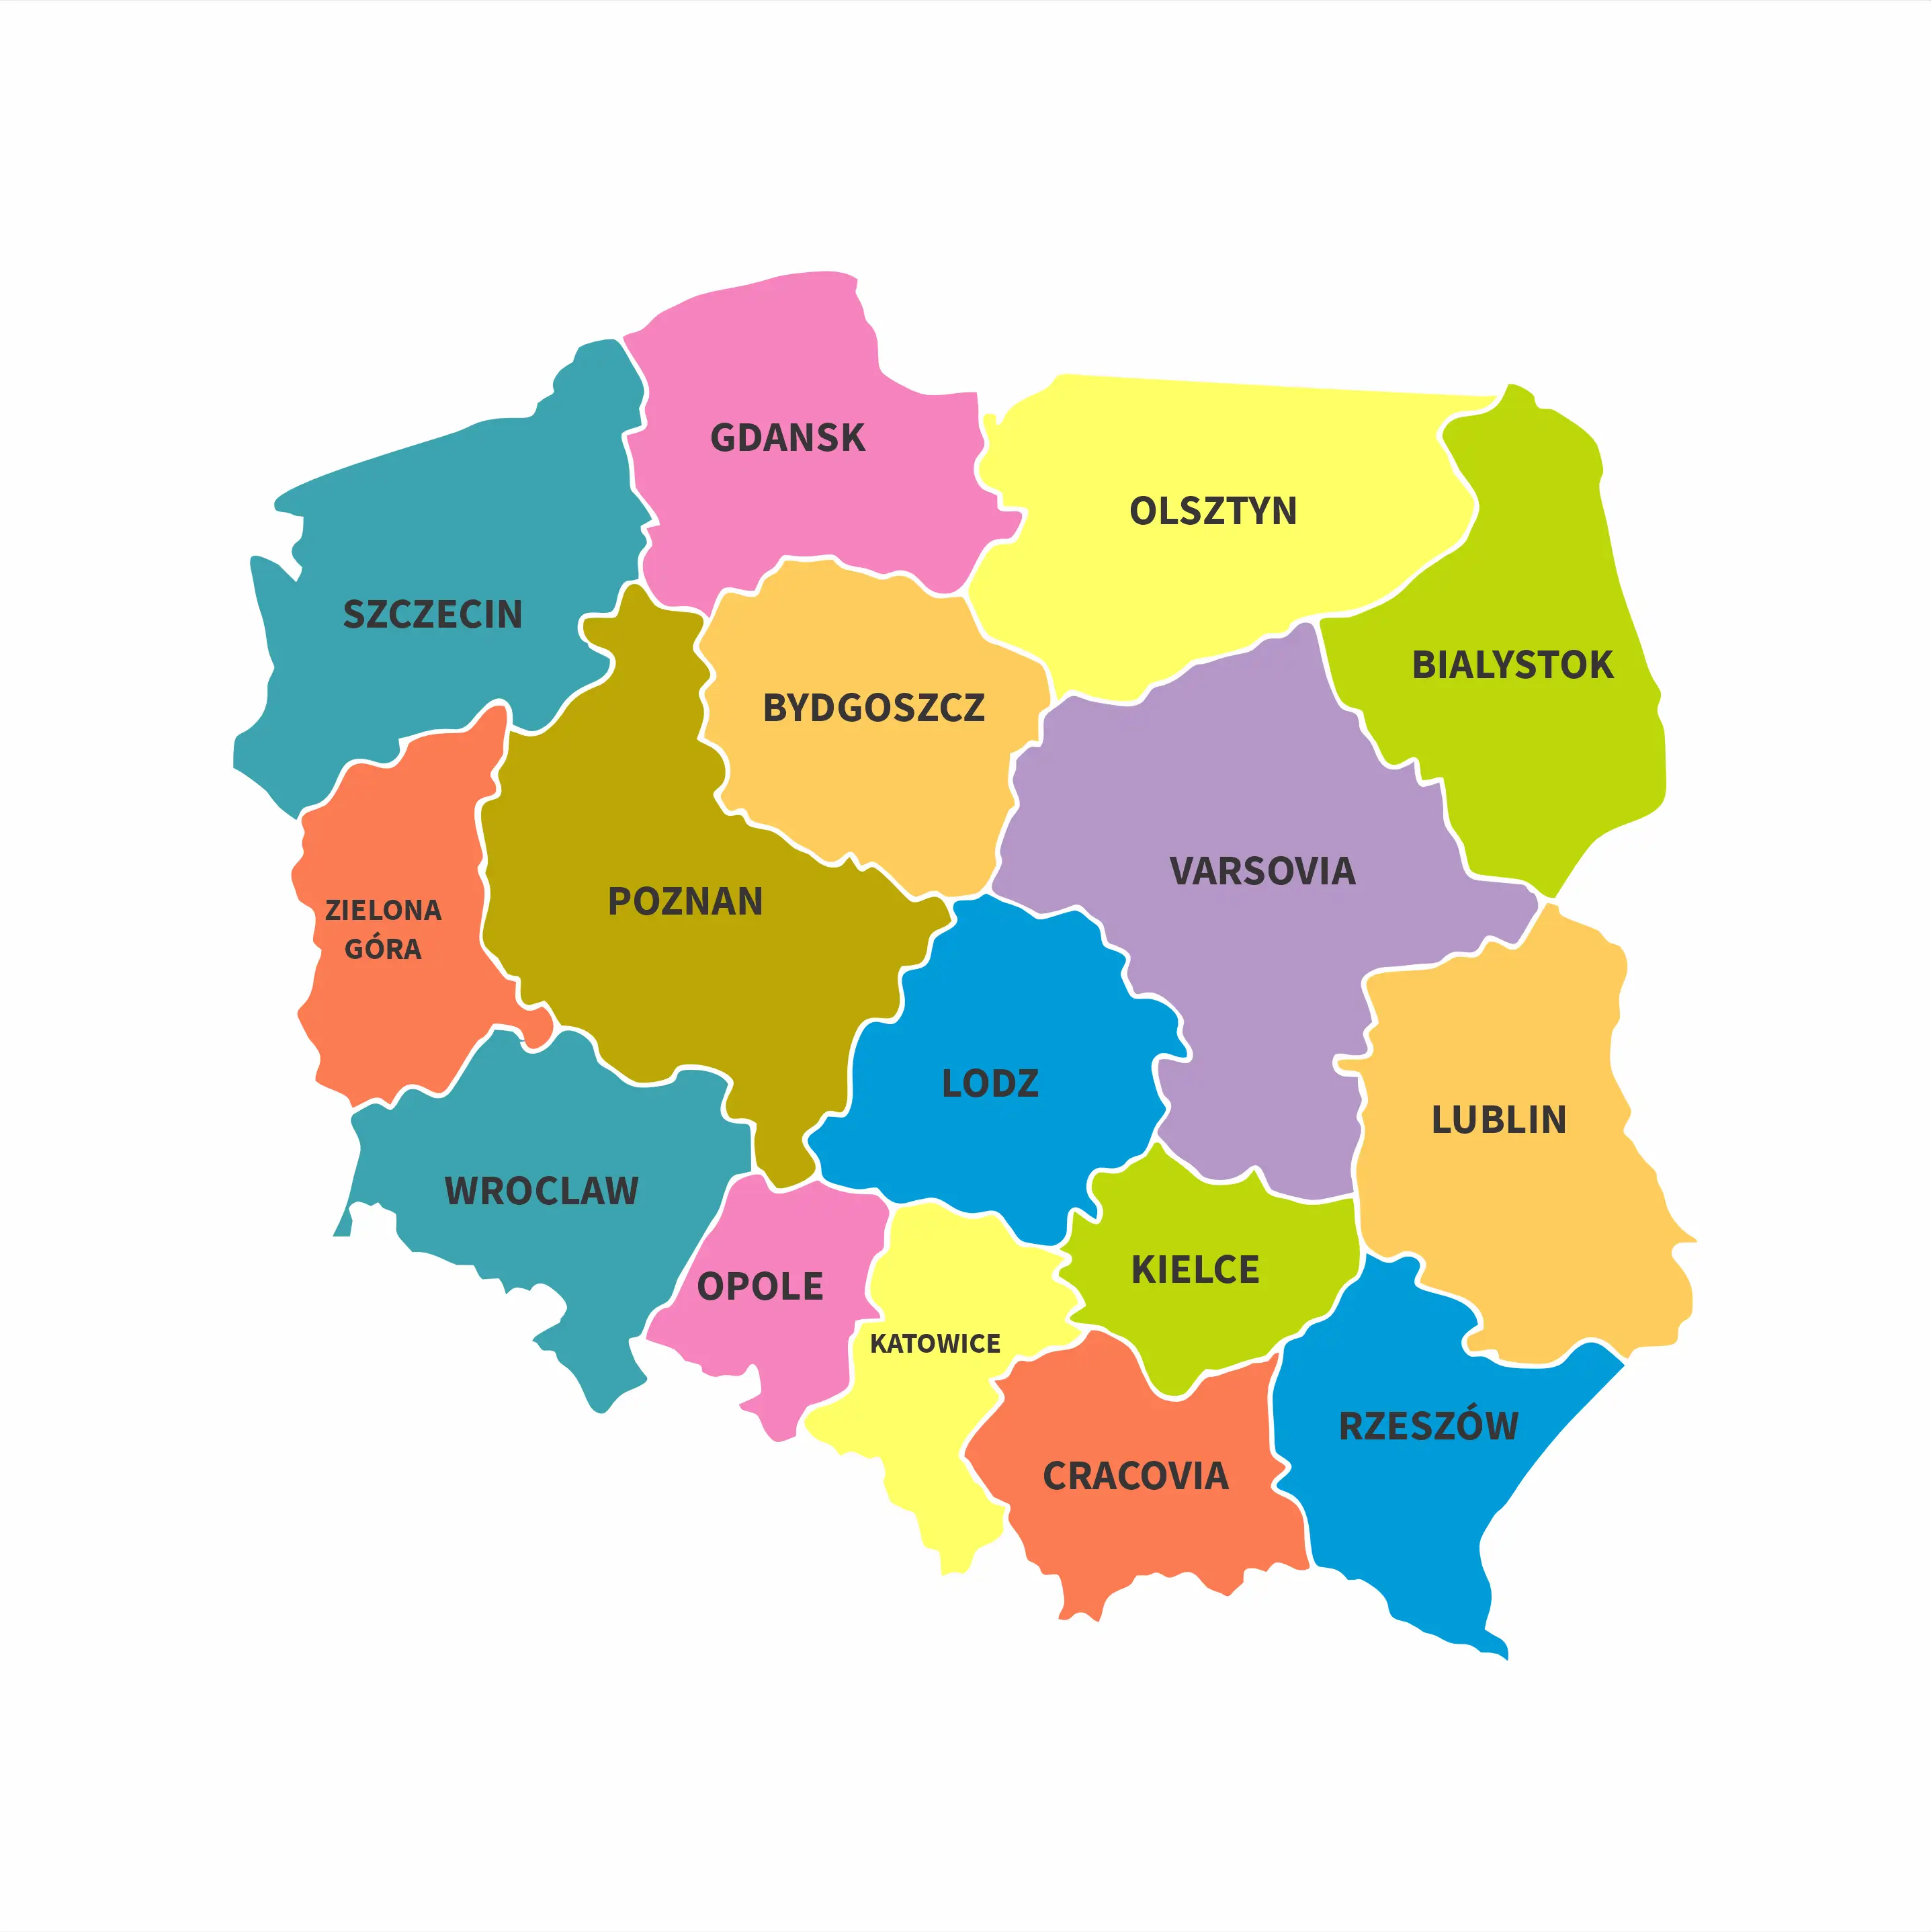 GDANSK
OLSZTYN
SZCZECIN
BIALYSTOK
BYDGOSZCZ
VARSOVIA
POZNAN
ZIELONA
GÓRA
LODZ
LUBLIN
WROCLAW
KIELCE
OPOLE
KATOWICE
RZESZÓW
CRACOVIA